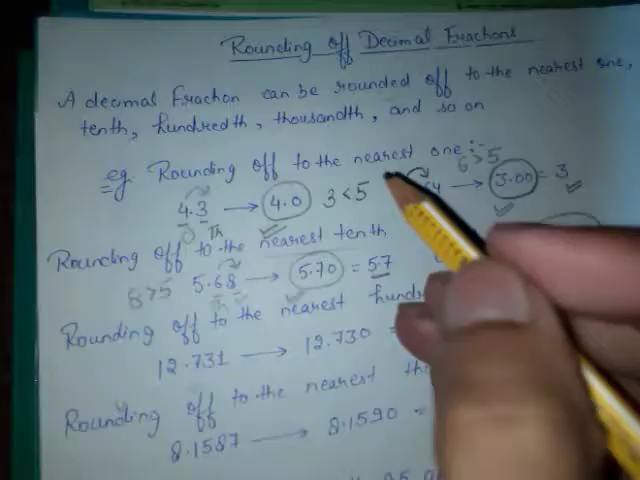 Rounding off Decimal Fractions
A decimal fraction can be rounded off to the nearest one,
tenth, hundredth, thousandth, and so on
eg. Rounding off to the nearest one :-
6>5
4.3 → 4.0 3 < 5 → 3.00 = 3
O Th
Rounding off to the nearest tenth
8>5 5.68 → 5.70 = 5.7
Th
Rounding off to the nearest
12.731 → 12.730 =
Rounding off to the nearest
8.1587 → 8.1590 =